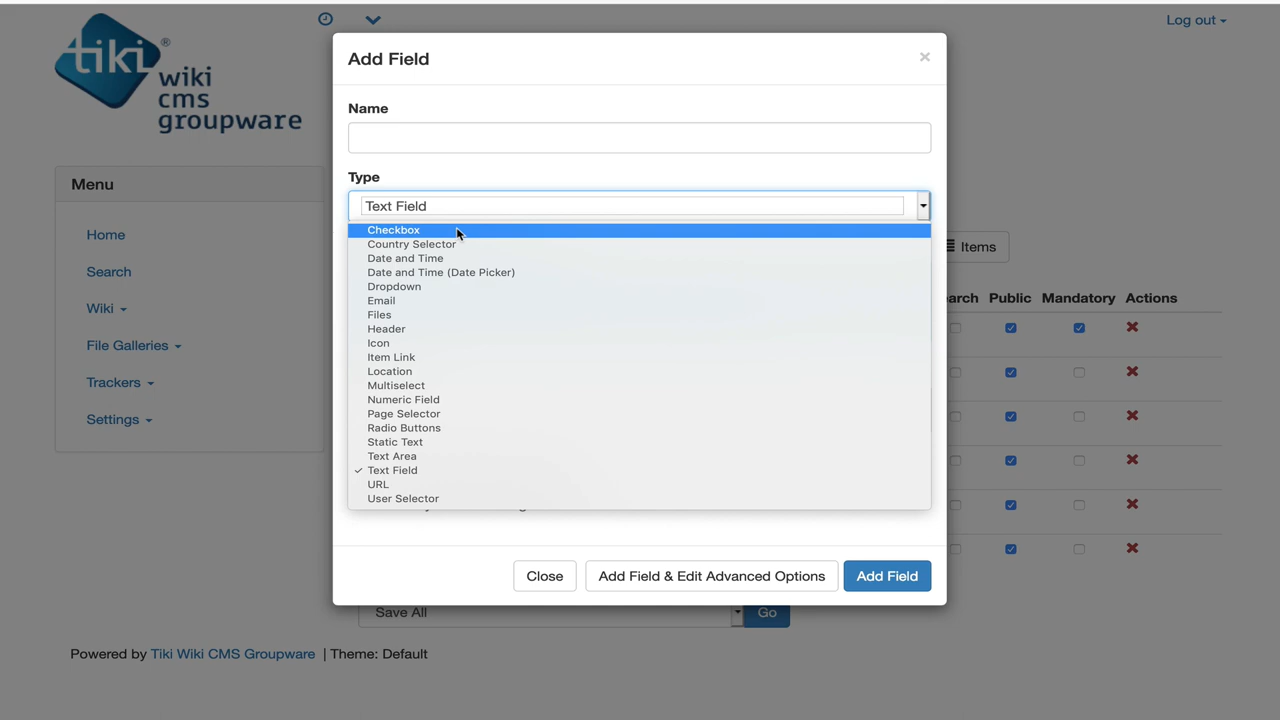 Log out
tiki®
wiki
cms
groupware
Add Field
×
Name
Type
Text Field
Checkbox
Country Selector
Date and Time
Date and Time (Date Picker)
Dropdown
Email
Files
Header
Icon
Item Link
Location
Multiselect
Numeric Field
Page Selector
Radio Buttons
Static Text
Text Area
✓ Text Field
URL
User Selector
Close
Add Field & Edit Advanced Options
Add Field
Menu
Home
Search
Wiki
File Galleries
Trackers
Settings
Items
arch Public Mandatory Actions
Save All
Go
Powered by Tiki Wiki CMS Groupware | Theme: Default